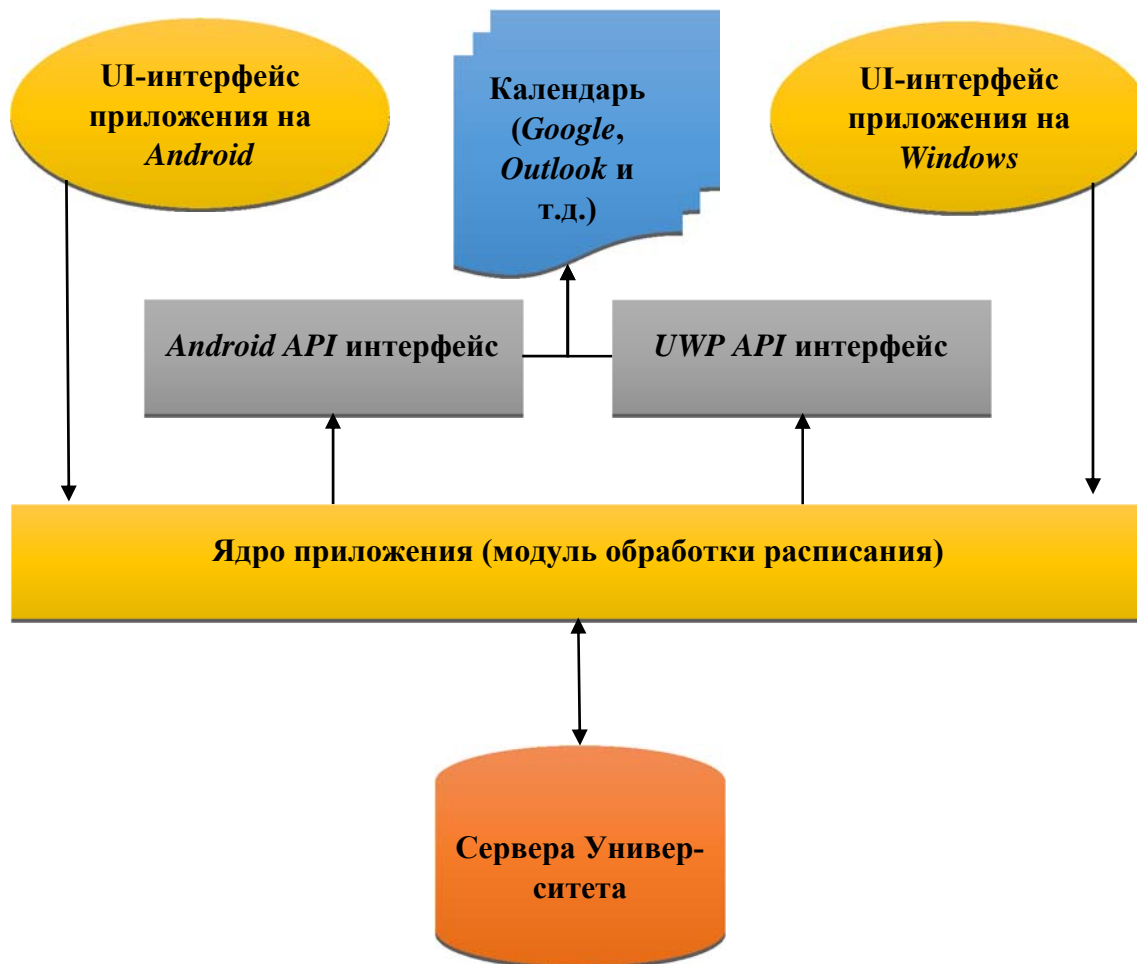 UI-интерфейс
приложения на
Android
Календарь
(Google,
Outlook и
т.д.)
UI-интерфейс
приложения на
Windows
Android API интерфейс
UWP API интерфейс
Ядро приложения (модуль обработки расписания)
Сервера Универ-
ситета